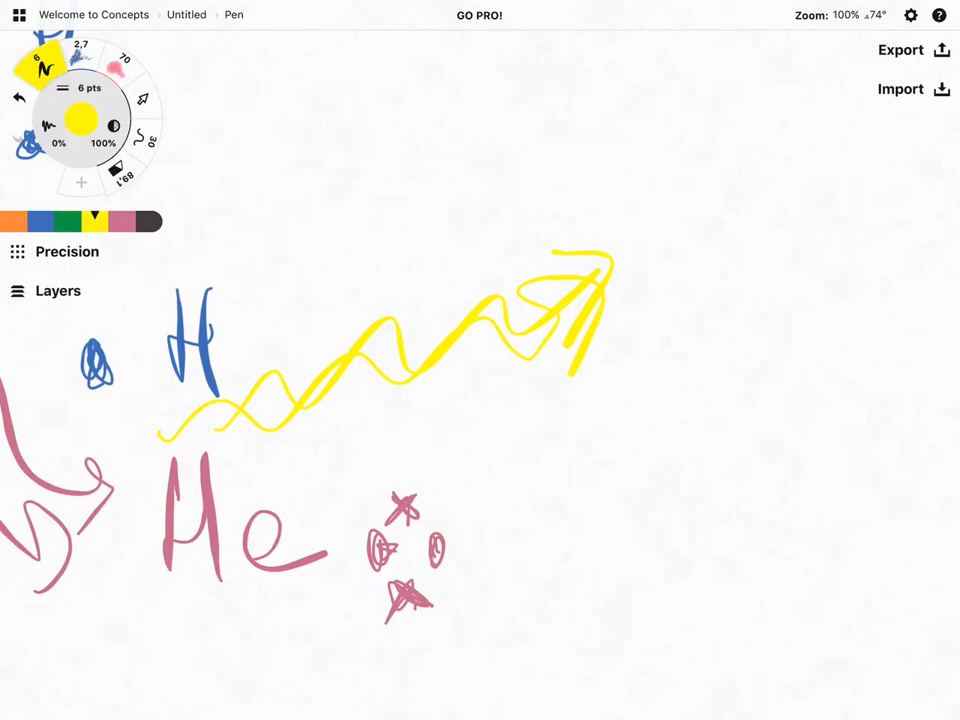 Welcome to Concepts › Untitled › Pen
GO PRO!
Zoom: 100% ⊿74°
Export
Import
6
2,7
70
6 pts
0%
100%
30
89,1
Precision
Layers
H
He